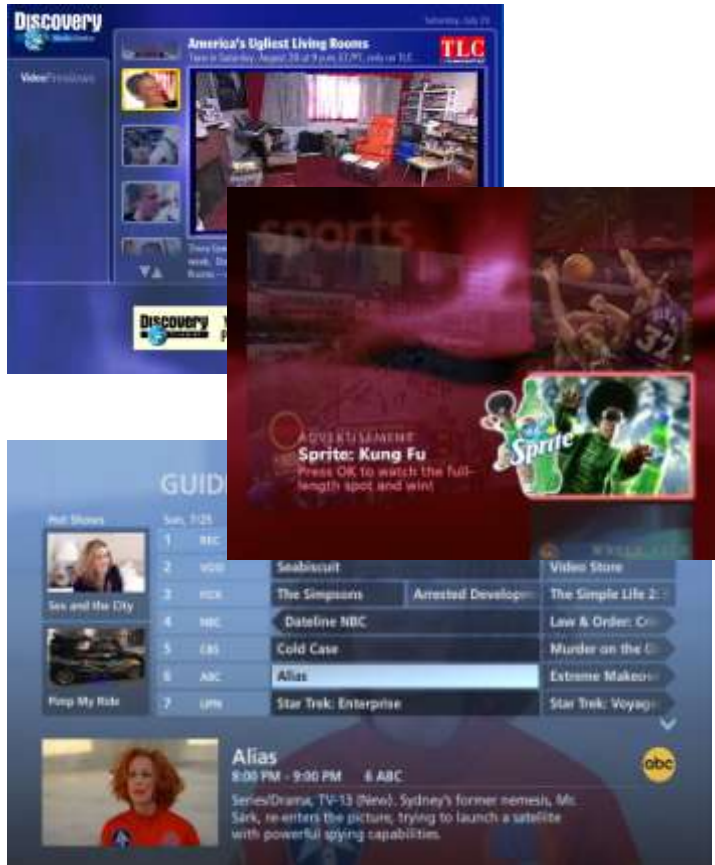 Discovery
Saturday, July 24
America's Ugliest Living Rooms
Tune in Saturday, August 28 at 9 p.m. ET/PT, only on TLC
TLC
Video Previews
Rooms
Discovery
sports
32
ADVERTISEMENT
Sprite: Kung Fu
Press OK to watch the full-
length spot and win!
Sprite
GUID
Hot Shows
Sun, 7/25
1 REC
2 VOD Seabiscuit Video Store
3 FOX The Simpsons Arrested Developm The Simple Life 2:
4 NBC Dateline NBC Law & Order: Cri
5 CBS Cold Case Murder on the O
6 ABC Alias Extreme Makeov
7 UPN Star Trek: Enterprise Star Trek: Voyag
Sex and the City
Pimp My Ride
Alias
8:00 PM - 9:00 PM 6 ABC
abc
Series/Drama, TV-13 (New). Sydney's former nemesis, Mr.
Sark, re-enters the picture, trying to launch a satellite
with powerful spying capabilities.